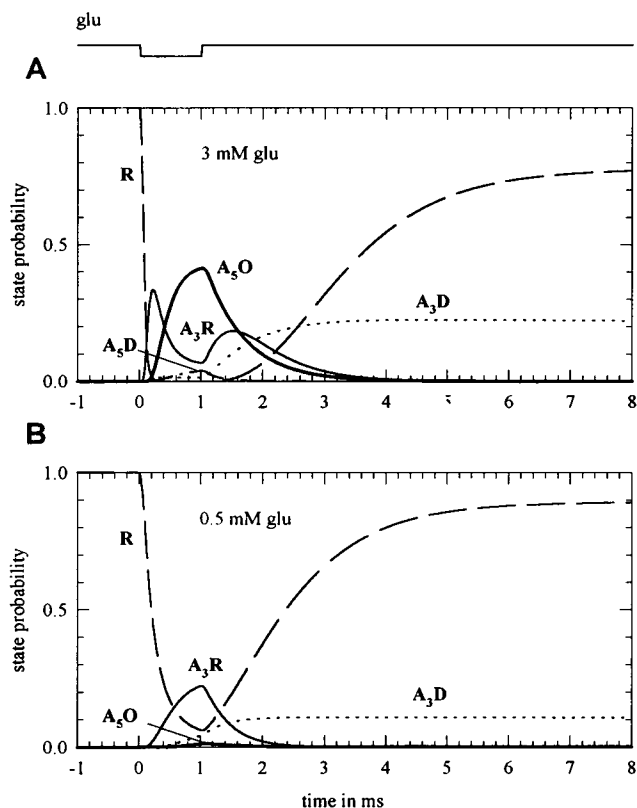 glu
A
1.0
R
3 mM glu
A₅O
0.5
state probability
A₃R
A₃D
A₅D
0.0
-1 0 1 2 3 4 5 6 7 8
B
1.0
R
0.5 mM glu
0.5
state probability
A₃R
A₃D
A₅O
0.0
-1 0 1 2 3 4 5 6 7 8
time in ms